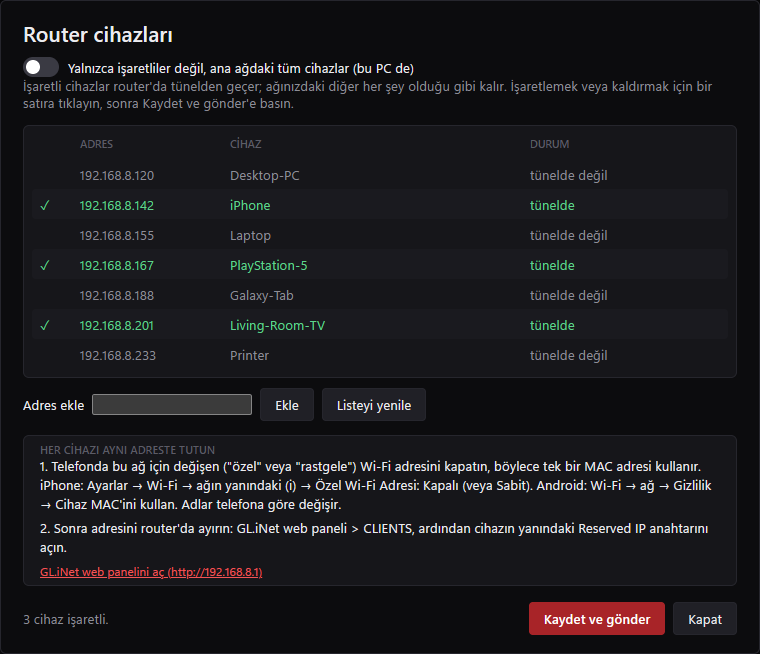 Router cihazları
Yalnızca işaretliler değil, ana ağdaki tüm cihazlar (bu PC de)
İşaretli cihazlar router'da tünelden geçer; ağınızdaki diğer her şey olduğu gibi kalır. İşaretlemek veya kaldırmak için bir
satıra tıklayın, sonra Kaydet ve gönder'e basın.
ADRES CİHAZ DURUM
192.168.8.120 Desktop-PC tünelde değil
✓ 192.168.8.142 iPhone tünelde
192.168.8.155 Laptop tünelde değil
✓ 192.168.8.167 PlayStation-5 tünelde
192.168.8.188 Galaxy-Tab tünelde değil
✓ 192.168.8.201 Living-Room-TV tünelde
192.168.8.233 Printer tünelde değil
Adres ekle Ekle Listeyi yenile
HER CİHAZI AYNI ADRESTE TUTUN
1. Telefonda bu ağ için değişen ("özel" veya "rastgele") Wi-Fi adresini kapatın, böylece tek bir MAC adresi kullanır.
iPhone: Ayarlar → Wi-Fi → ağın yanındaki (i) → Özel Wi-Fi Adresi: Kapalı (veya Sabit). Android: Wi-Fi → ağ → Gizlilik
→ Cihaz MAC'ini kullan. Adlar telefona göre değişir.
2. Sonra adresini router'da ayırın: GL.iNet web paneli > CLIENTS, ardından cihazın yanındaki Reserved IP anahtarını
açın.
GL.iNet web panelini aç (http://192.168.8.1)
3 cihaz işaretli. Kaydet ve gönder Kapat